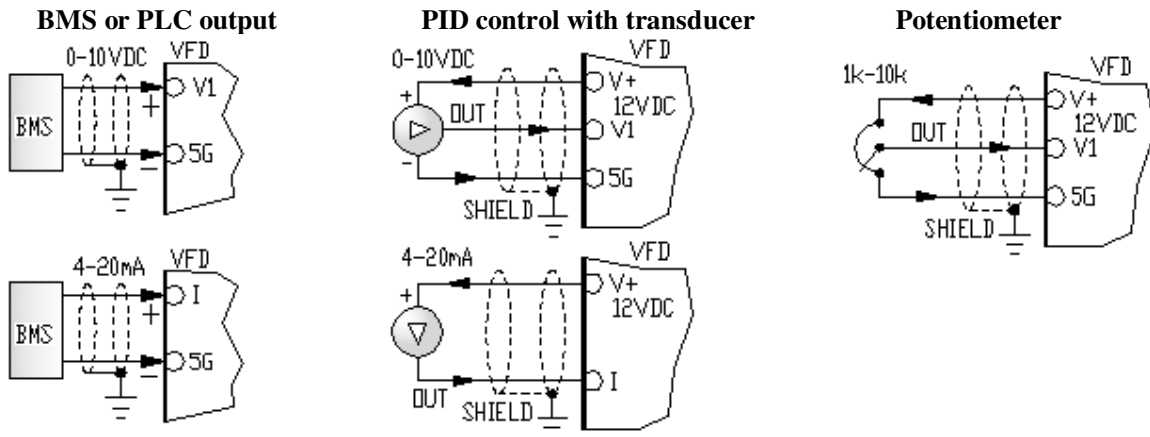 BMS or PLC output
0-10VDC
VFD
BMS
V1
+
5G
−
4-20mA
VFD
BMS
I
+
5G
−
PID control with transducer
0-10VDC
VFD
+
V+
12VDC
OUT
V1
−
5G
SHIELD
4-20mA
VFD
+
V+
12VDC
I
OUT
SHIELD
Potentiometer
1k-10k
VFD
V+
12VDC
OUT
V1
5G
SHIELD